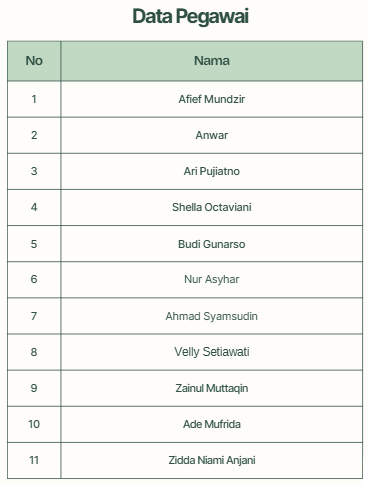 Data Pegawai
No Nama
1 Afief Mundzir
2 Anwar
3 Ari Pujiatno
4 Shella Octaviani
5 Budi Gunarso
6 Nur Asyhar
7 Ahmad Syamsudin
8 Velly Setiawati
9 Zainul Muttaqin
10 Ade Mufrida
11 Zidda Niami Anjani